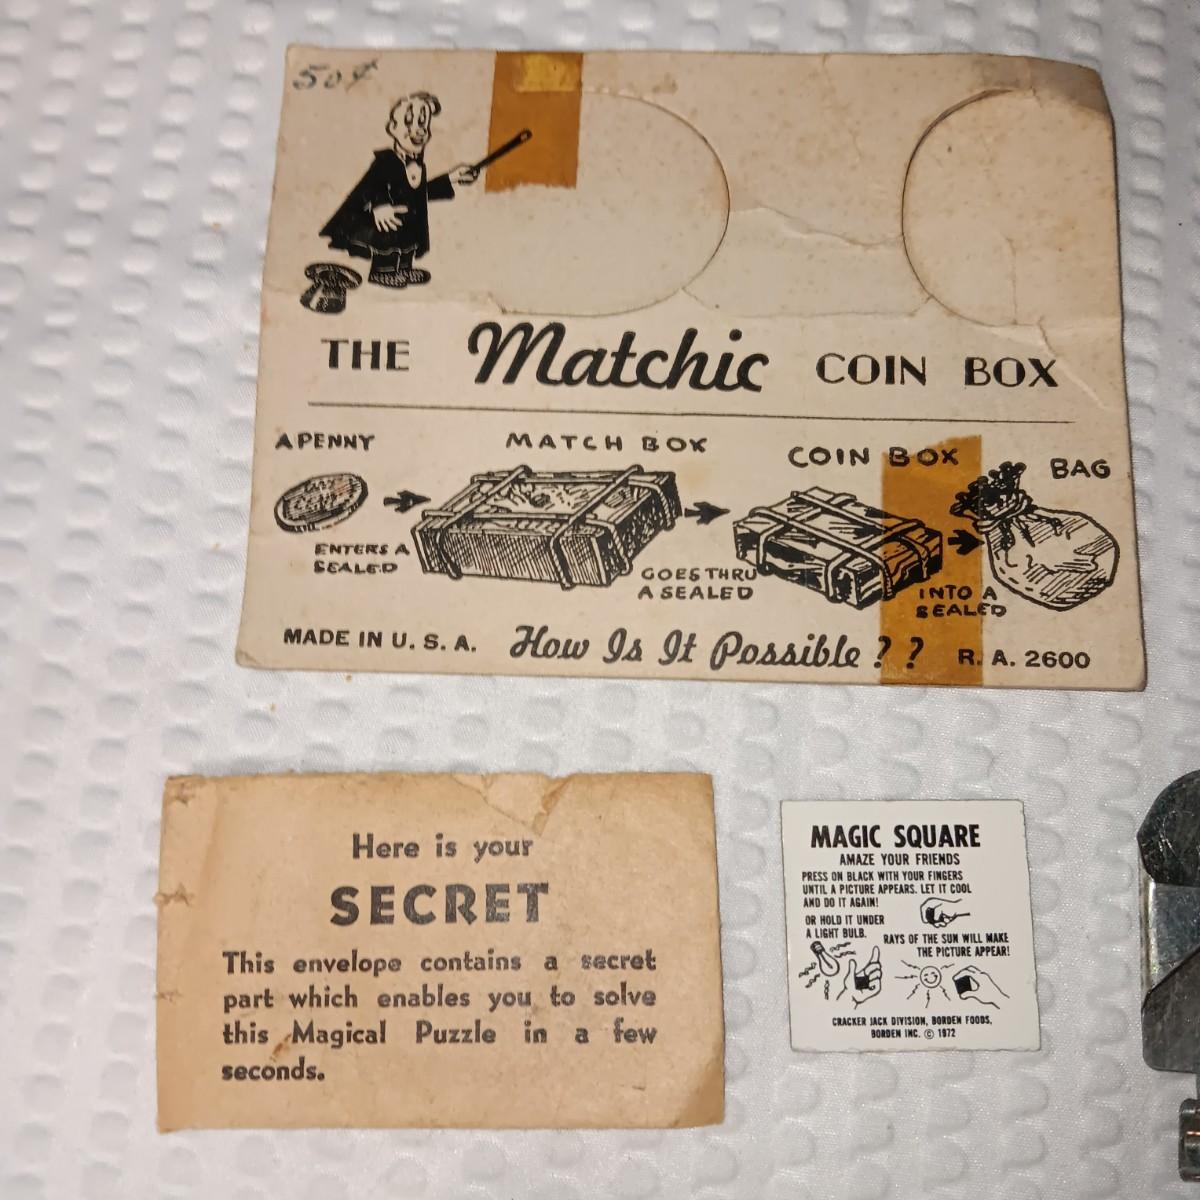 50¢
THE Matchic COIN BOX
A PENNY
MATCH BOX
COIN BOX
BAG
ENTERS A
SEALED
GOES THRU
A SEALED
INTO A
SEALED
MADE IN U. S. A. How Is It Possible ? ? R. A. 2600
Here is your
SECRET
This envelope contains a secret
part which enables you to solve
this Magical Puzzle in a few
seconds.
MAGIC SQUARE
AMAZE YOUR FRIENDS
PRESS ON BLACK WITH YOUR FINGERS
UNTIL A PICTURE APPEARS. LET IT COOL
AND DO IT AGAIN!
OR HOLD IT UNDER
A LIGHT BULB.
RAYS OF THE SUN WILL MAKE
THE PICTURE APPEAR!
CRACKER JACK DIVISION, BORDEN FOODS,
BORDEN INC. © 1972